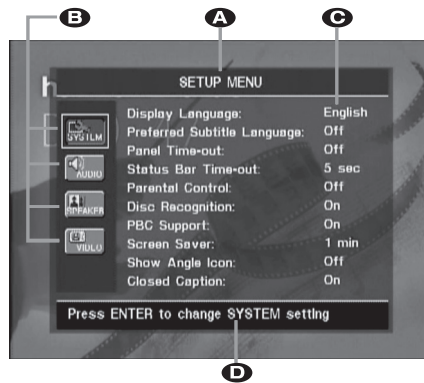 B A C
h
SETUP MENU
Display Language: English
Preferred Subtitle Language: Off
Panel Time-out: Off
Status Bar Time-out: 5 sec
Parental Control: Off
Disc Recognition: On
PBC Support: On
Screen Saver: 1 min
Show Angle Icon: Off
Closed Caption: On
SYSTEM
AUDIO
SPEAKER
VIDEO
Press ENTER to change SYSTEM setting
D